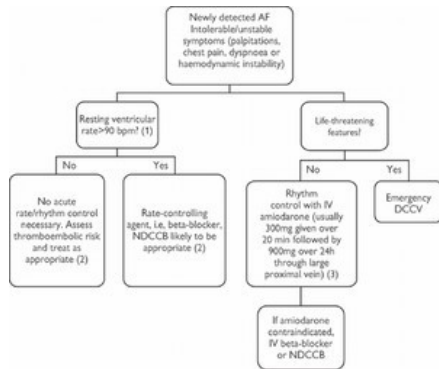 Newly detected AF
Intolerable/unstable
symptoms (palpitations,
chest pain, dyspnoea or
haemodynamic instability)
Resting ventricular
rate>90 bpm? (1)
Life-threatening
features?
No
Yes
No
Yes
No acute
rate/rhythm control
necessary. Assess
thromboembolic risk
and treat as
appropriate (2)
Rate-controlling
agent, i.e, beta-blocker,
NDCCB likely to be
appropriate (2)
Rhythm
control with IV
amiodarone (usually
300mg given over
20 min followed by
900mg over 24h
through large
proximal vein) (3)
Emergency
DCCV
If amiodarone
contraindicated,
IV beta-blocker
or NDCCB